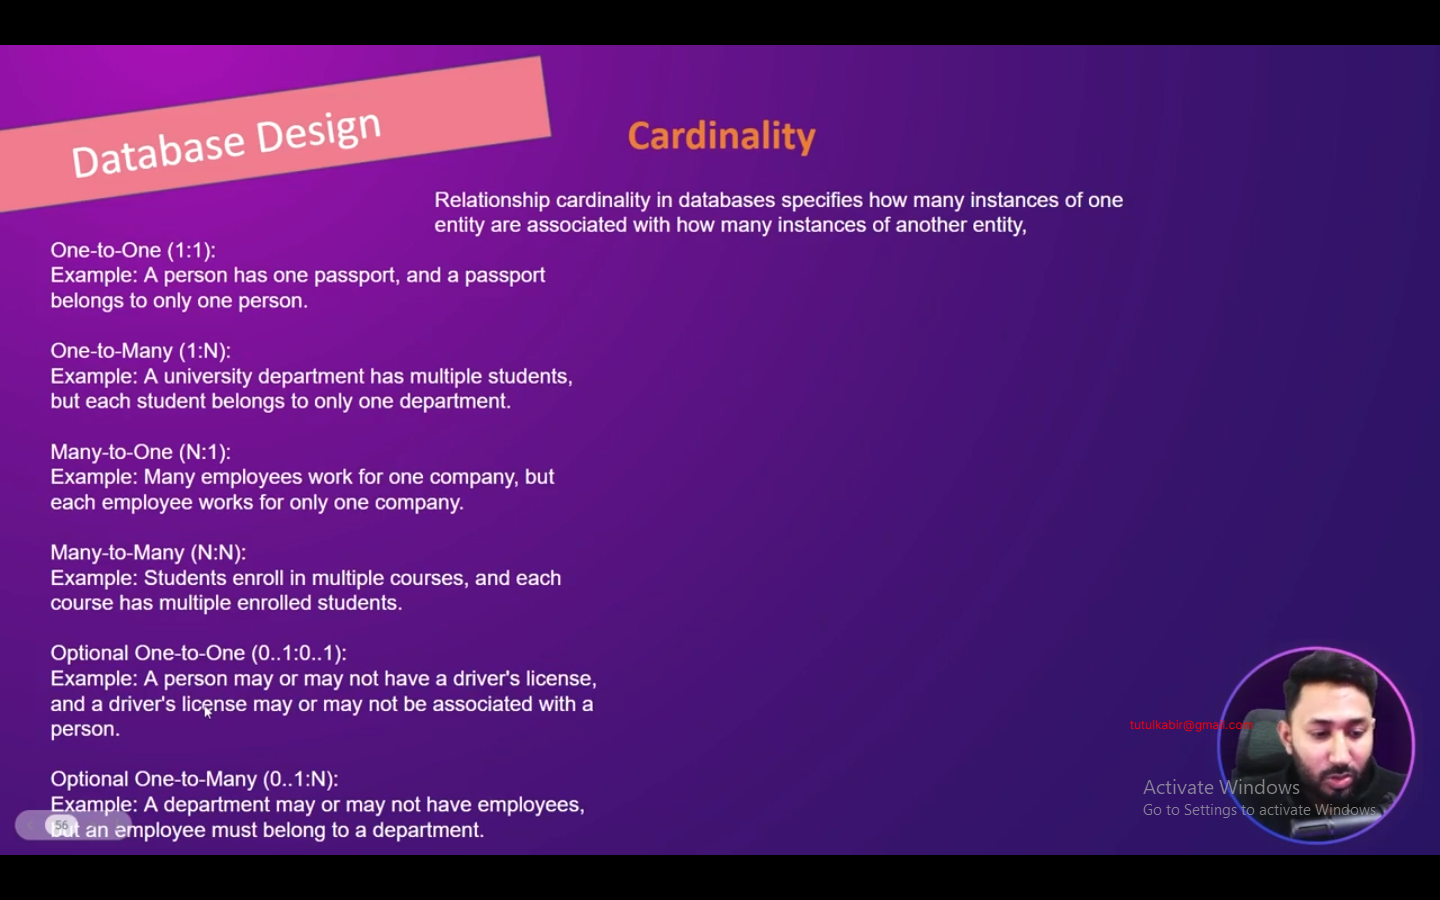 Database Design
Cardinality
Relationship cardinality in databases specifies how many instances of one
entity are associated with how many instances of another entity,
One-to-One (1:1):
Example: A person has one passport, and a passport
belongs to only one person.
One-to-Many (1:N):
Example: A university department has multiple students,
but each student belongs to only one department.
Many-to-One (N:1):
Example: Many employees work for one company, but
each employee works for only one company.
Many-to-Many (N:N):
Example: Students enroll in multiple courses, and each
course has multiple enrolled students.
Optional One-to-One (0..1:0..1):
Example: A person may or may not have a driver's license,
and a driver's license may or may not be associated with a
person.
Optional One-to-Many (0..1:N):
Example: A department may or may not have employees,
but an employee must belong to a department.
56
tutulkabir@gmail.com
Activate Windows
Go to Settings to activate Windows.